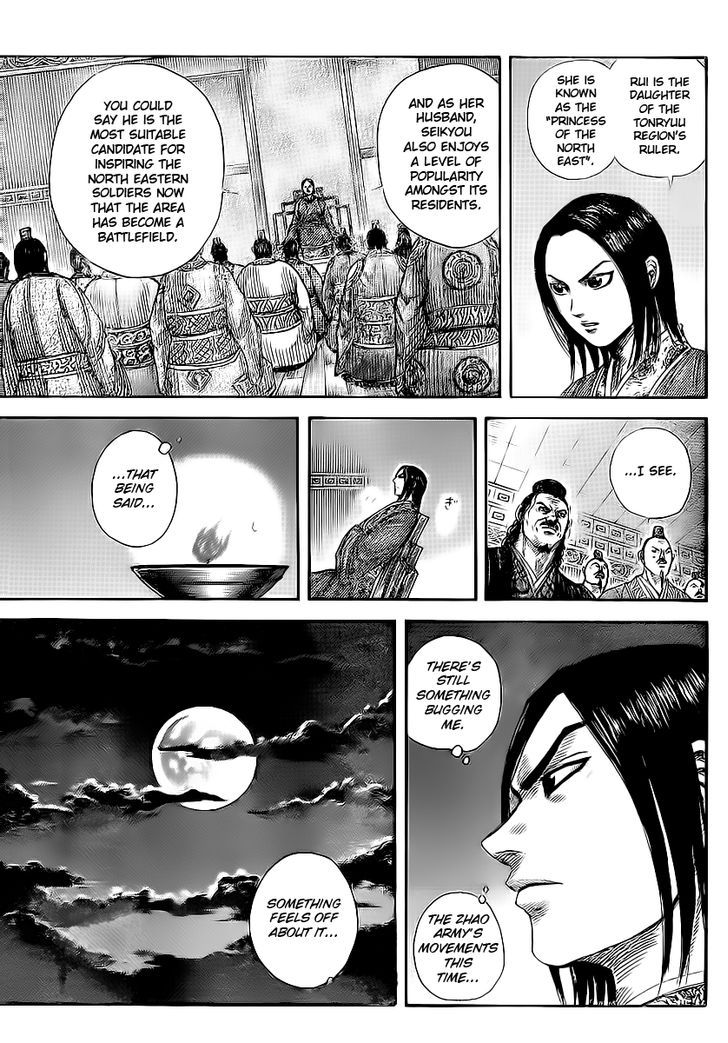 RUI IS THE
DAUGHTER
OF THE
TONRYUU
REGION'S
RULER.
SHE IS
KNOWN
AS THE
"PRINCESS
OF THE
NORTH
EAST".
AND AS HER
HUSBAND,
SEIKYOU
ALSO ENJOYS
A LEVEL OF
POPULARITY
AMONGST ITS
RESIDENTS.
YOU COULD
SAY HE IS THE
MOST SUITABLE
CANDIDATE FOR
INSPIRING THE
NORTH EASTERN
SOLDIERS NOW
THAT THE AREA
HAS BECOME A
BATTLEFIELD.
...I SEE.
ぎ
...THAT
BEING
SAID...
THERE'S
STILL
SOMETHING
BUGGING
ME.
THE ZHAO
ARMY'S
MOVEMENTS
THIS
TIME...
SOMETHING
FEELS OFF
ABOUT IT...